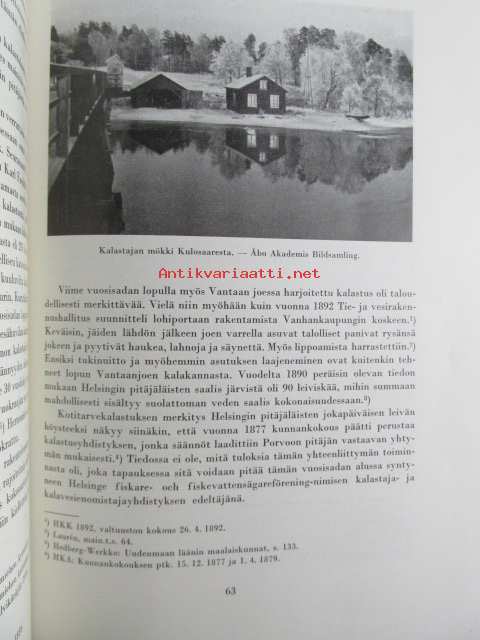 Kalastajan mökki Kulosaaresta. — Åbo Akademis Bildsamling.
Antikvariaatti.net
Viime vuosisadan lopulla myös Vantaan joessa harjoitettu kalastus oli talou-
dellisesti merkittävää. Vielä niin myöhään kuin vuonna 1892 Tie- ja vesiraken-
nushallitus suunnitteli lohiportaan rakentamista Vanhankaupungin koskeen.¹)
Keväisin, jäiden lähdön jälkeen joen varrella asuvat talolliset panivat rysänsä
jokeen ja pyytivät haukea, lahnoja ja säynettä. Myös lippoamista harrastettiin.²)
Ensiksi tukinuitto ja myöhemmin asutuksen laajeneminen ovat kuitenkin teh-
neet lopun Vantaanjoen kalakannasta. Vuodelta 1890 peräisin olevan tiedon
mukaan Helsingin pitäjäläisten saalis järvistä oli 90 leiviskää, mihin summaan
mahdollisesti sisältyy suolattoman veden saalis kokonaisuudessaan.³)
Kotitarvekalastuksen merkitys Helsingin pitäjäläisten jokapäiväisen leivän
höysteeksi näkyy siinäkin, että vuonna 1877 kunnankokous päätti perustaa
kalastusyhdistyksen, jonka säännöt laadittiin Porvoon pitäjän vastaavan yhty-
män mukaisesti.⁴) Tiedossa ei ole, mitä tuloksia tämän yhteenliittymän toimin-
nasta oli, joka tapauksessa sitä voidaan pitää tämän vuosisadan alussa synty-
neen Helsinge fiskare- och fiskevattensägareförening-nimisen kalastaja- ja
kalavesienomistajayhdistyksen edeltäjänä.
¹) HKK 1892, valtuuston kokous 26. 4. 1892.
²) Laurén, main.t.s. 64.
³) Hedberg-Werkko: Uudenmaan läänin maalaiskunnat, s. 133.
⁴) HKA: Kunnankokouksen ptk. 15. 12. 1877 ja 1. 4. 1879.
63